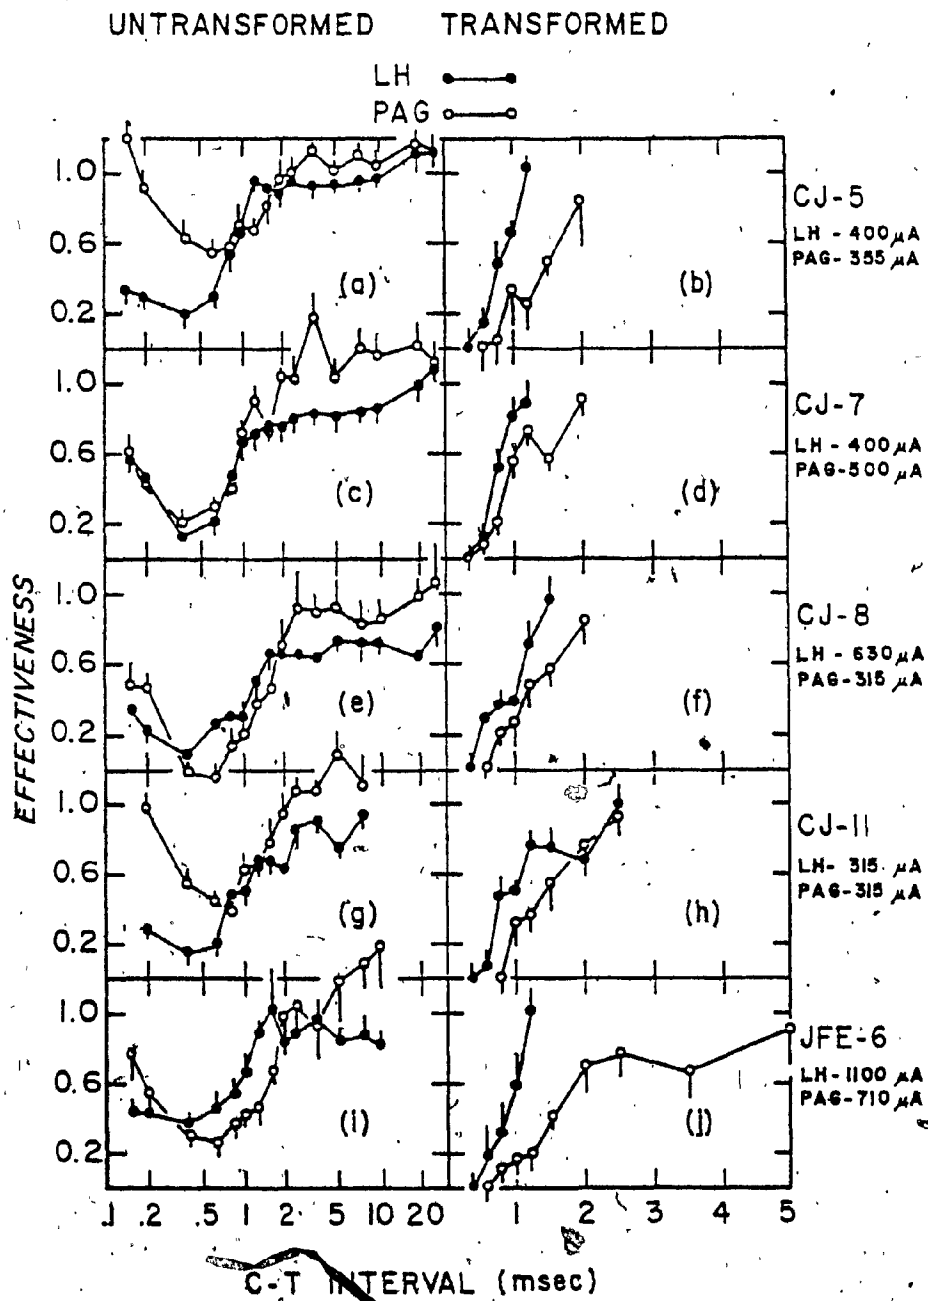 UNTRANSFORMED TRANSFORMED
LH
PAG
1.0
0.6
0.2
(a)
(b)
CJ-5
LH - 400 μA
PAG- 355 μA
1.0
0.6
0.2
(c)
(d)
CJ-7
LH - 400 μA
PAG-500 μA
1.0
0.6
0.2
(e)
(f)
CJ-8
LH - 630 μA
PAG-315 μA
1.0
0.6
0.2
(g)
(h)
CJ-11
LH- 315 μA
PAG-315 μA
1.0
0.6
0.2
(i)
(j)
JFE-6
LH-1100 μA
PAG-710 μA
EFFECTIVENESS
.1 .2 .5 1 2 5 10 20
1 2 3 4 5
C-T INTERVAL (msec)